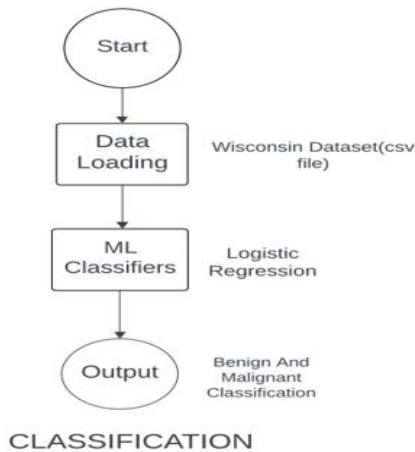 Start
Data
Loading
Wisconsin Dataset(csv
file)
ML
Classifiers
Logistic
Regression
Output
Benign And
Malignant
Classification
CLASSIFICATION